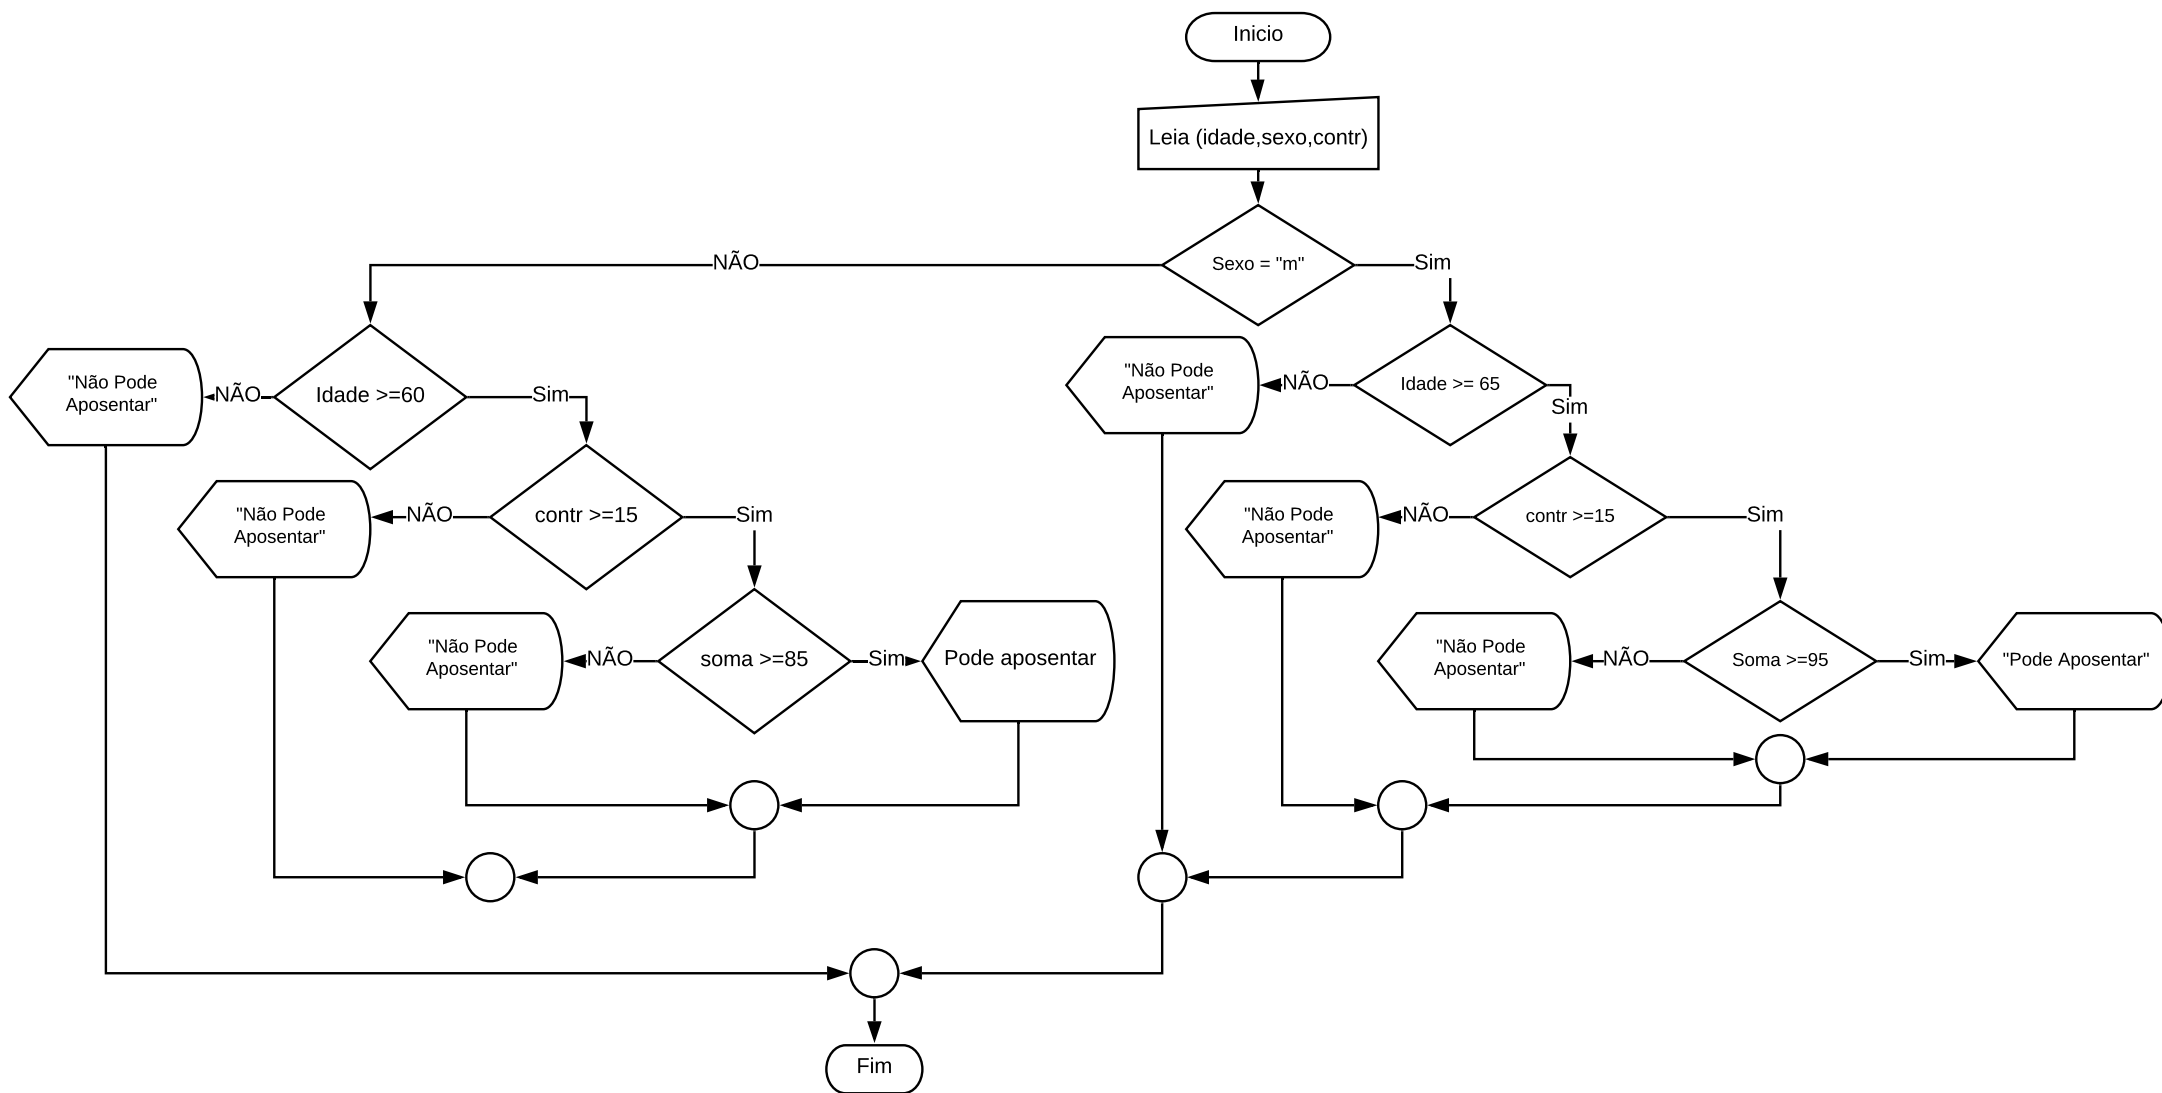 Inicio
Leia (idade,sexo,contr)
Sexo = "m"
NÃO
Sim
"Não Pode
Aposentar"
NÃO
Idade >=60
Sim
"Não Pode
Aposentar"
NÃO
Idade >= 65
Sim
"Não Pode
Aposentar"
NÃO
contr >=15
Sim
"Não Pode
Aposentar"
NÃO
contr >=15
Sim
"Não Pode
Aposentar"
NÃO
soma >=85
Sim
Pode aposentar
"Não Pode
Aposentar"
NÃO
Soma >=95
Sim
"Pode Aposentar"
Fim